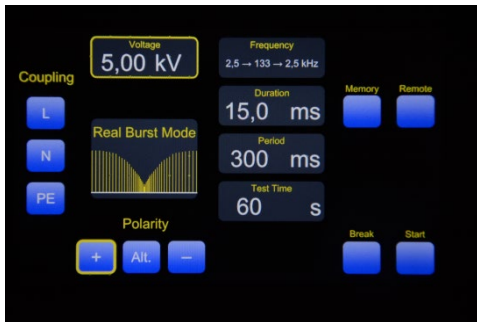 Voltage
5,00 kV
Coupling
L
N
PE
Real Burst Mode
Polarity
+
Alt.
−
Frequency
2,5 → 133 → 2,5 kHz
Duration
15,0 ms
Period
300 ms
Test Time
60 s
Memory
Remote
Break
Start